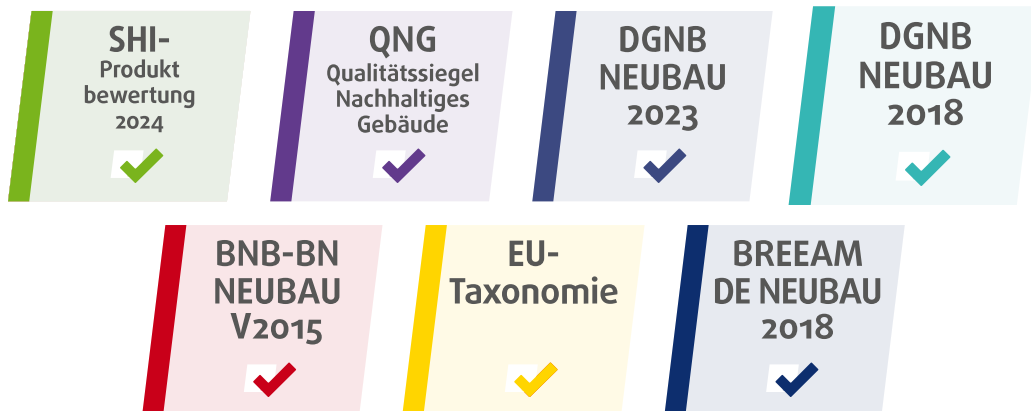 SHI-
Produkt
bewertung
2024
QNG
Qualitätssiegel
Nachhaltiges
Gebäude
DGNB
NEUBAU
2023
DGNB
NEUBAU
2018
BNB-BN
NEUBAU
V2015
EU-
Taxonomie
BREEAM
DE NEUBAU
2018